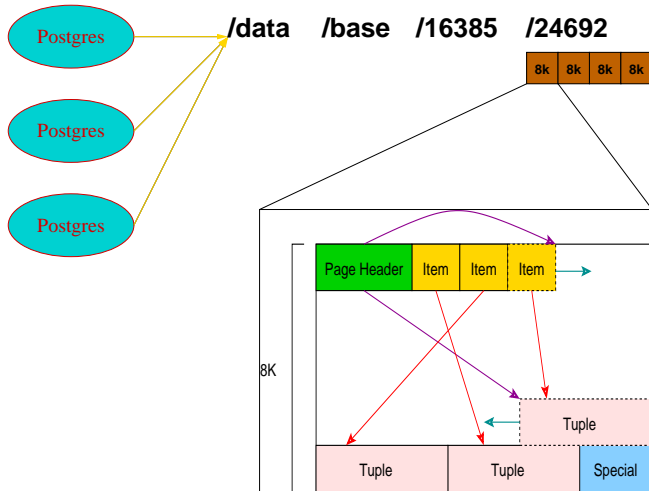 Postgres /data /base /16385 /24692
8k 8k 8k 8k
Postgres
Postgres
Page Header Item Item Item
8K
Tuple
Tuple Tuple Special